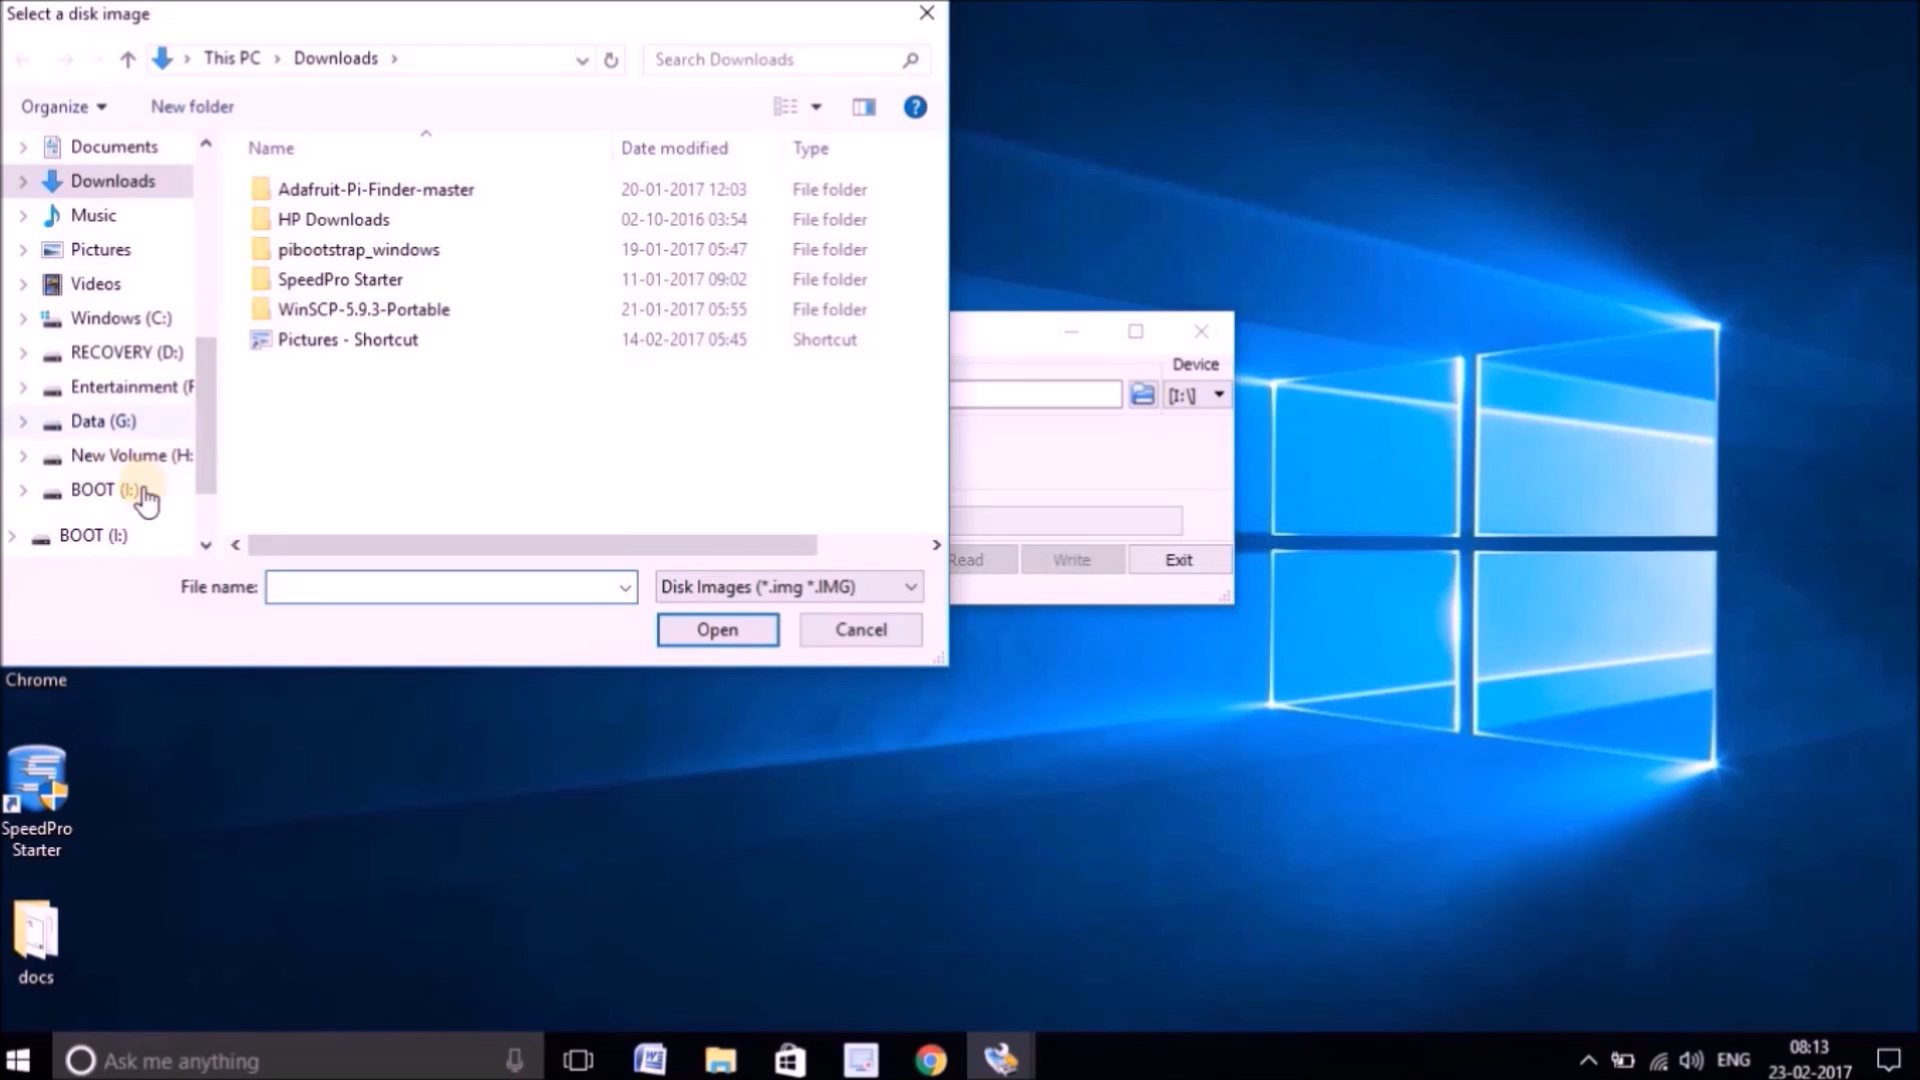 Select a disk image
This PC > Downloads >
Search Downloads
Organize
New folder
Documents
Downloads
Music
Pictures
Videos
Windows (C:)
RECOVERY (D:)
Entertainment (F
Data (G:)
New Volume (H:
BOOT (I:)
BOOT (I:)
Name Date modified Type
Adafruit-Pi-Finder-master 20-01-2017 12:03 File folder
HP Downloads 02-10-2016 03:54 File folder
pibootstrap_windows 19-01-2017 05:47 File folder
SpeedPro Starter 11-01-2017 09:02 File folder
WinSCP-5.9.3-Portable 21-01-2017 05:55 File folder
Pictures - Shortcut 14-02-2017 05:45 Shortcut
File name:
Disk Images (*.img *.IMG)
Open
Cancel
Device
[I:\]
Read
Write
Exit
Chrome
SpeedPro
Starter
docs
Ask me anything
ENG
08:13
23-02-2017